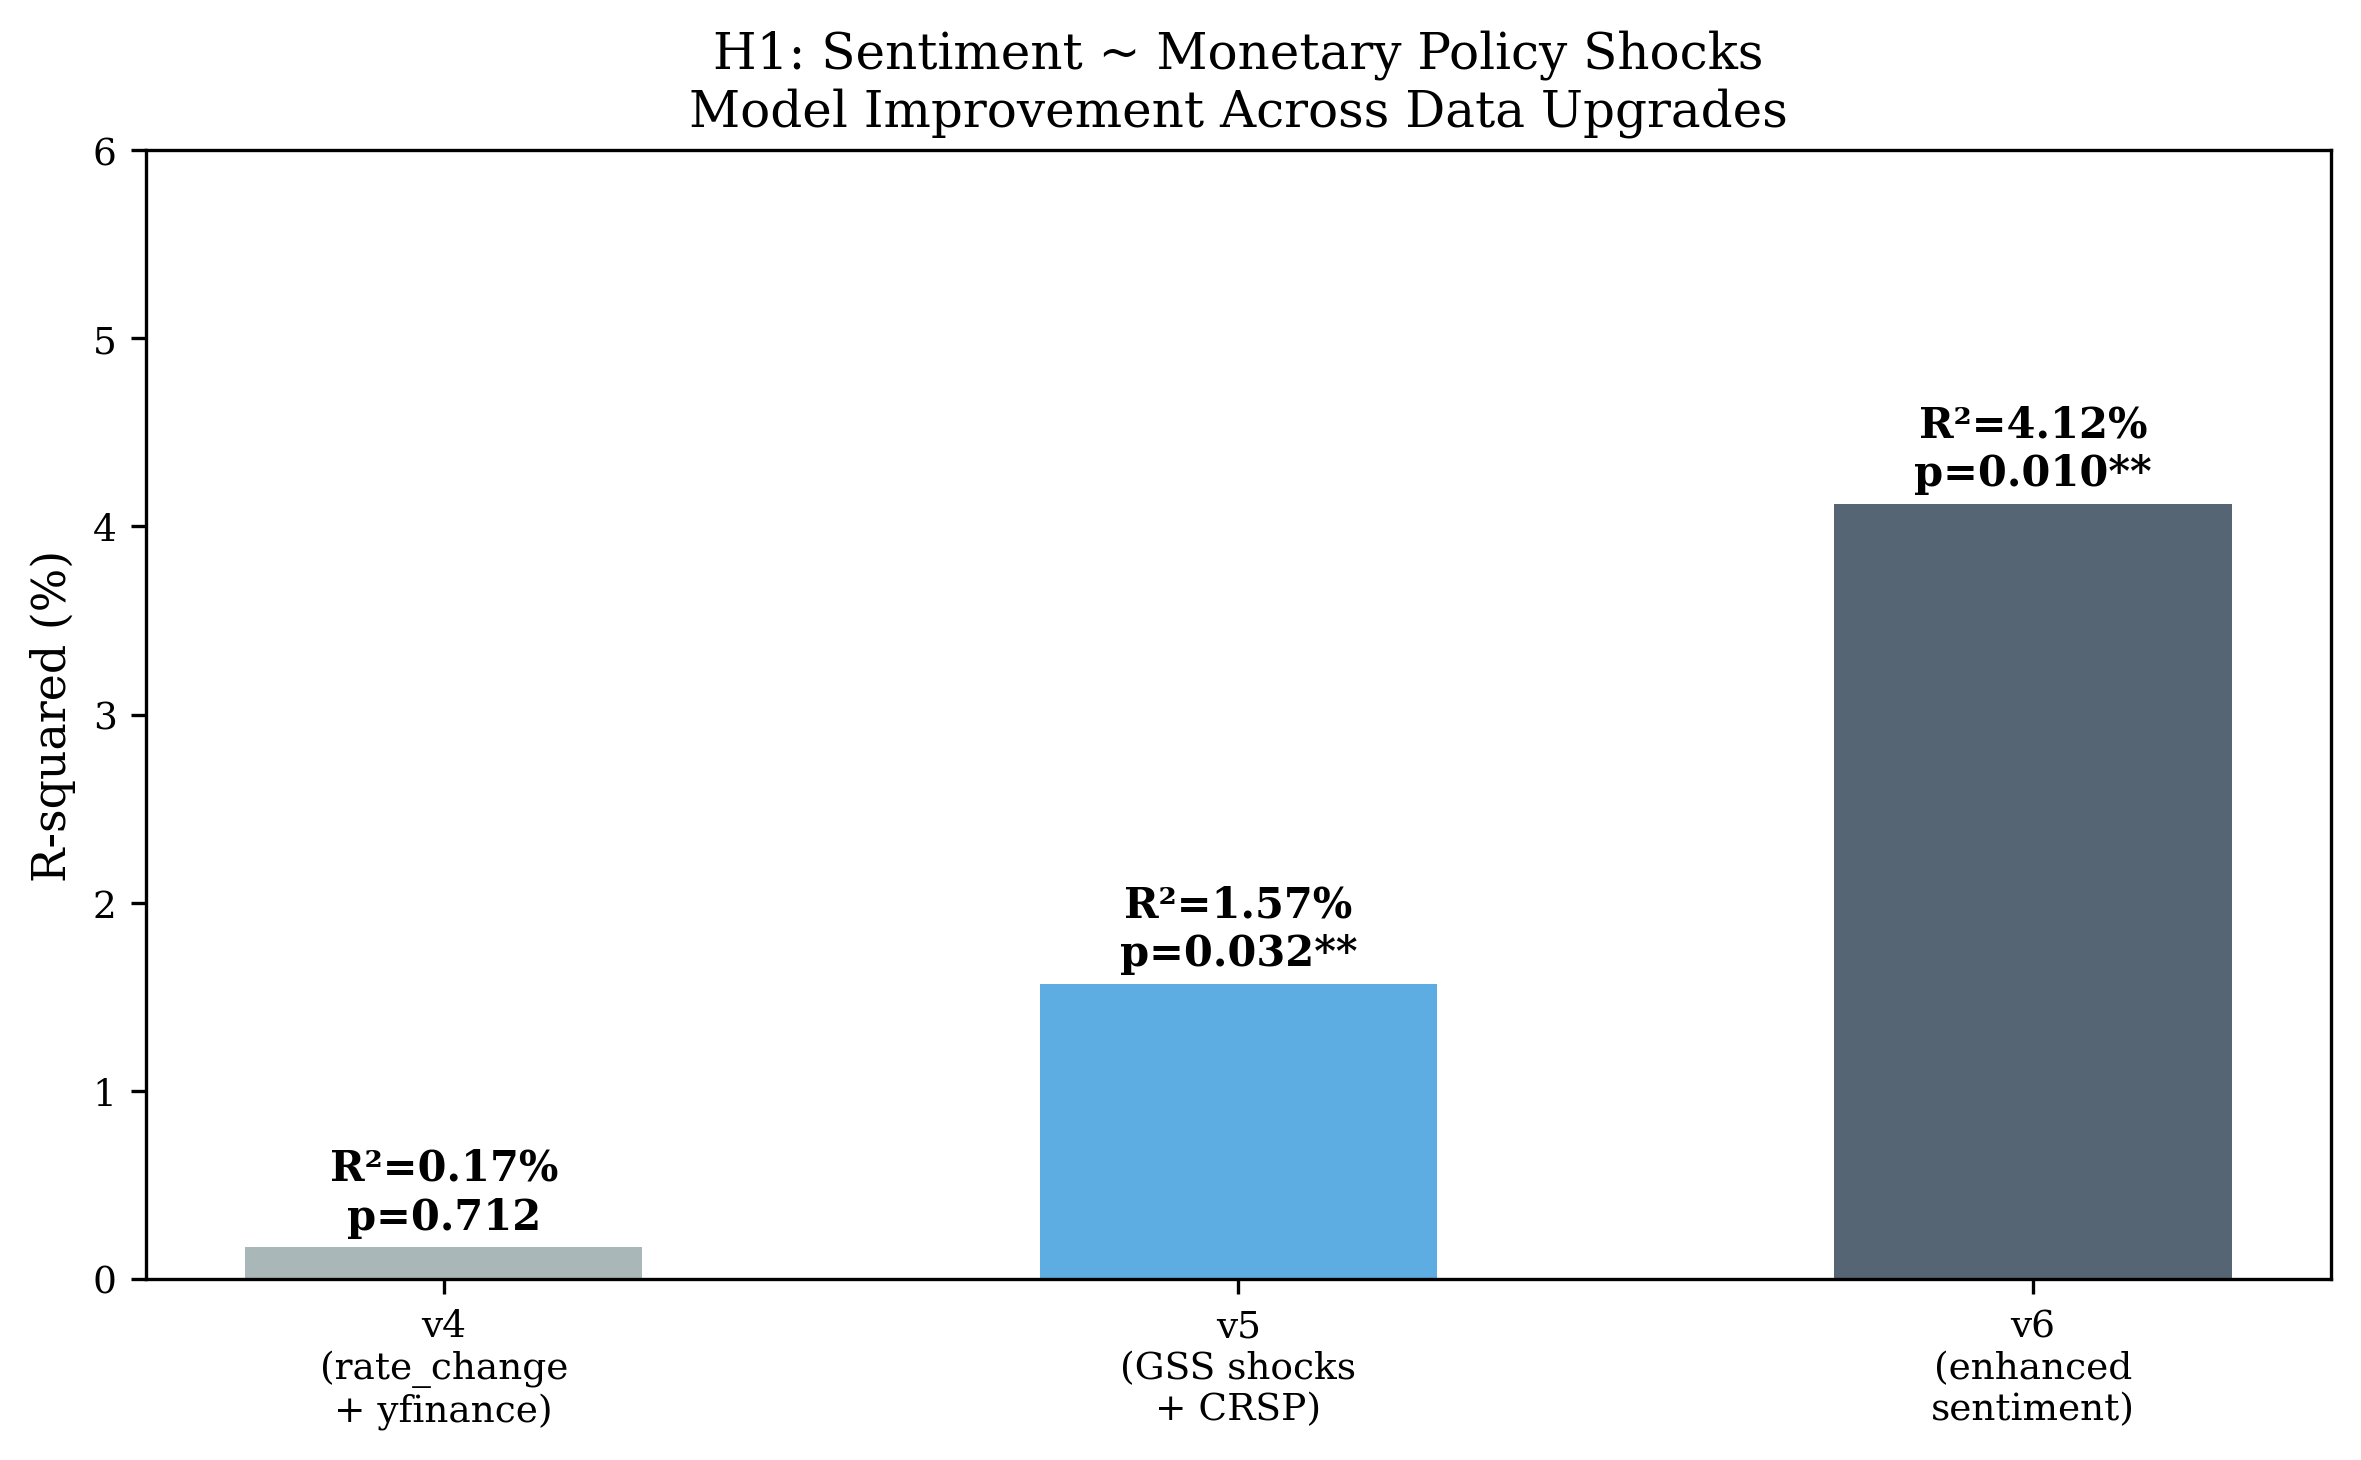 H1: Sentiment ~ Monetary Policy Shocks
Model Improvement Across Data Upgrades
R-squared (%)
6
5
4
3
2
1
0
R²=0.17%
p=0.712
R²=1.57%
p=0.032**
R²=4.12%
p=0.010**
v4
(rate_change
+ yfinance)
v5
(GSS shocks
+ CRSP)
v6
(enhanced
sentiment)